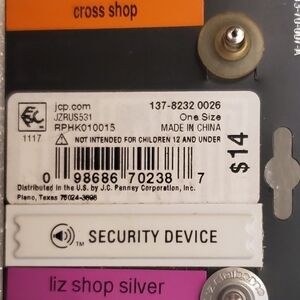 cross shop
jcp.com 137-8232 0026
JZRUS531 One Size
RPHK010015 MADE IN CHINA
1117 NOT INTENDED FOR CHILDREN 12 AND UNDER
$14
0 98686 70238 7
Distributed in the U.S. by J.C. Penney Corporation, Inc.
Plano, Texas 75024-3698
™ SECURITY DEVICE
liz shop silver